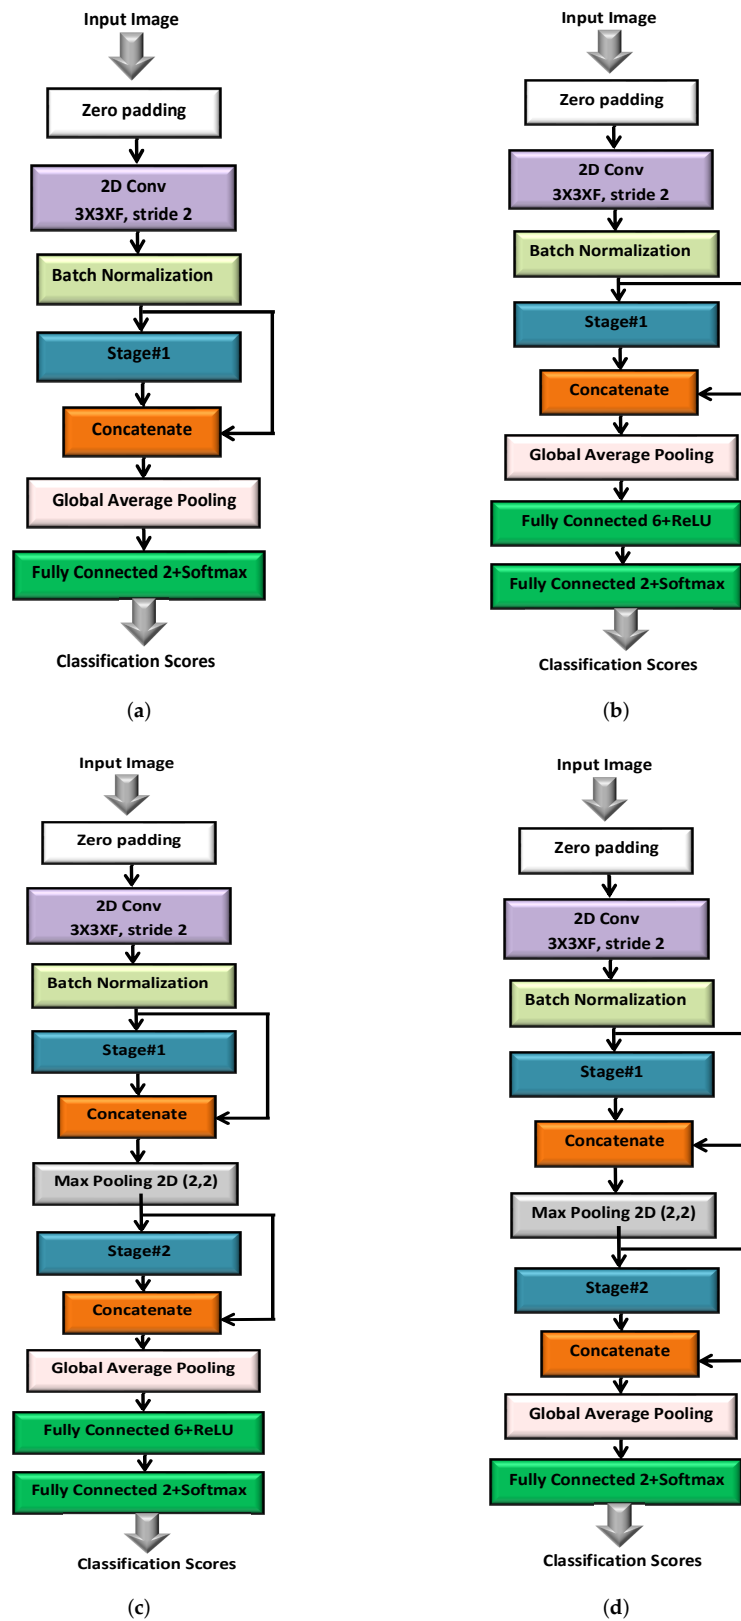 Input Image
Zero padding
2D Conv
3X3XF, stride 2
Batch Normalization
Stage#1
Concatenate
Global Average Pooling
Fully Connected 2+Softmax
Classification Scores
(a)
Input Image
Zero padding
2D Conv
3X3XF, stride 2
Batch Normalization
Stage#1
Concatenate
Global Average Pooling
Fully Connected 6+ReLU
Fully Connected 2+Softmax
Classification Scores
(b)
Input Image
Zero padding
2D Conv
3X3XF, stride 2
Batch Normalization
Stage#1
Concatenate
Max Pooling 2D (2,2)
Stage#2
Concatenate
Global Average Pooling
Fully Connected 6+ReLU
Fully Connected 2+Softmax
Classification Scores
(c)
Input Image
Zero padding
2D Conv
3X3XF, stride 2
Batch Normalization
Stage#1
Concatenate
Max Pooling 2D (2,2)
Stage#2
Concatenate
Global Average Pooling
Fully Connected 2+Softmax
Classification Scores
(d)